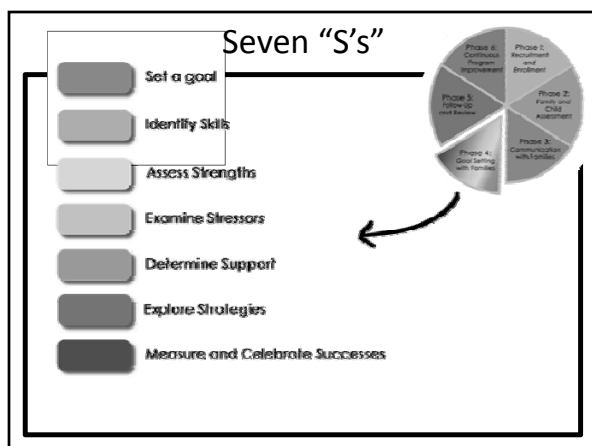 Seven “S’s”
Set a goal
Identify Skills
Assess Strengths
Examine Stressors
Determine Support
Explore Strategies
Measure and Celebrate Successes
Phase 6:
Continuous
Program
Improvement
Phase 1:
Recruitment
and
Enrollment
Phase 5:
Follow-Up
and Review
Phase 2:
Family and
Child
Assessment
Phase 4:
Goal Setting
with Families
Phase 3:
Communication
with Families